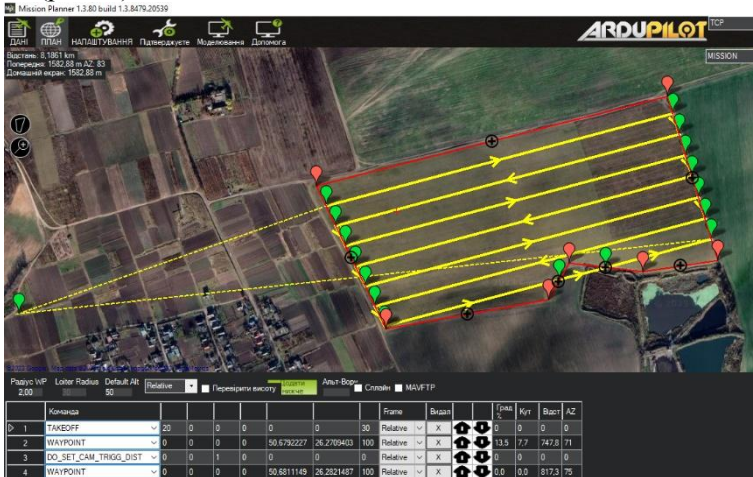 Mission Planner 1.3.80 build 1.3.8479.20539
ДАНІ ПЛАН НАЛАШТУВАННЯ Підтверджуєте Моделювання Допомога
ARDUPILOT
TCP
MISSION
Відстань: 8,1861 km
Попередня: 1582,88 m AZ: 83
Домашній екран: 1582,88 m
Радіус WP Loiter Radius Default Alt
2,00 50 Relative Перевірити висоту Додати нижче Сплайн MAVFTP
Команда Frame Видал Град % Кут Відст AZ
1 TAKEOFF 20 0 0 0 0 0 30 Relative X 0 0 0 0
2 WAYPOINT 0 0 0 0 50,6792227 26,2709403 100 Relative X 13.5 7,7 747,8 71
3 DO_SET_CAM_TRIGG_DIST 0 0 1 0 0 0 0 Relative X 0 0 0 0
4 WAYPOINT 0 0 0 0 50,6811149 26,2821487 100 Relative X 0,0 0,0 817,3 75